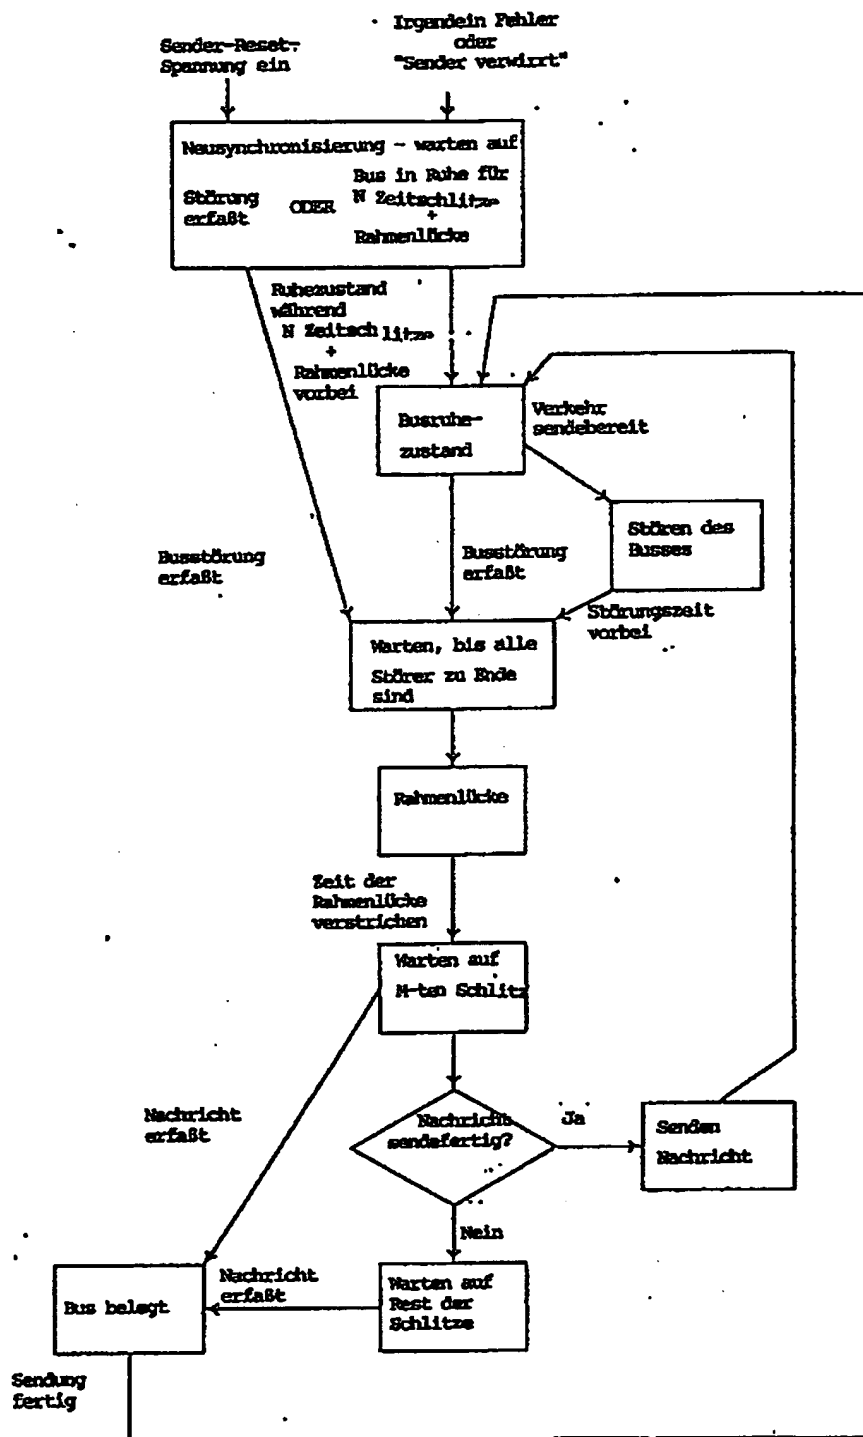 Irgendein Fehler
oder
"Sender verwirrt"
Sender-Reset-
Spannung ein
Neusynchronisierung - warten auf
Störung
erfaßt
ODER
Bus in Ruhe für
N Zeitschlitze
+
Rahmenlücke
Ruhezustand
während
N Zeitschlitze
+
Rahmenlücke
vorbei
Busruhe-
zustand
Verkehr
sendebereit
Stören des
Busses
Busstörung
erfaßt
Busstörung
erfaßt
Störungszeit
vorbei
Warten, bis alle
Störer zu Ende
sind
Rahmenlücke
Zeit der
Rahmenlücke
verstrichen
Warten auf
M-ten Schlitz
Nachricht
erfaßt
Nachricht
sendefertig?
Ja
Senden
Nachricht
Nein
Nachricht
erfaßt
Warten auf
Rest der
Schlitze
Bus belegt
Sendung
fertig